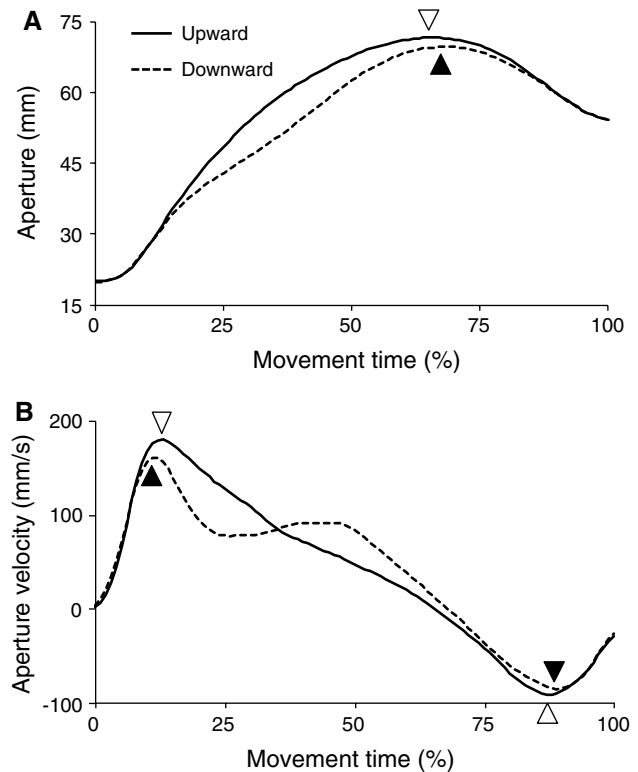 A
Aperture (mm)
75
60
45
30
15
Upward
Downward
0 25 50 75 100
Movement time (%)
B
Aperture velocity (mm/s)
200
100
0
-100
0 25 50 75 100
Movement time (%)